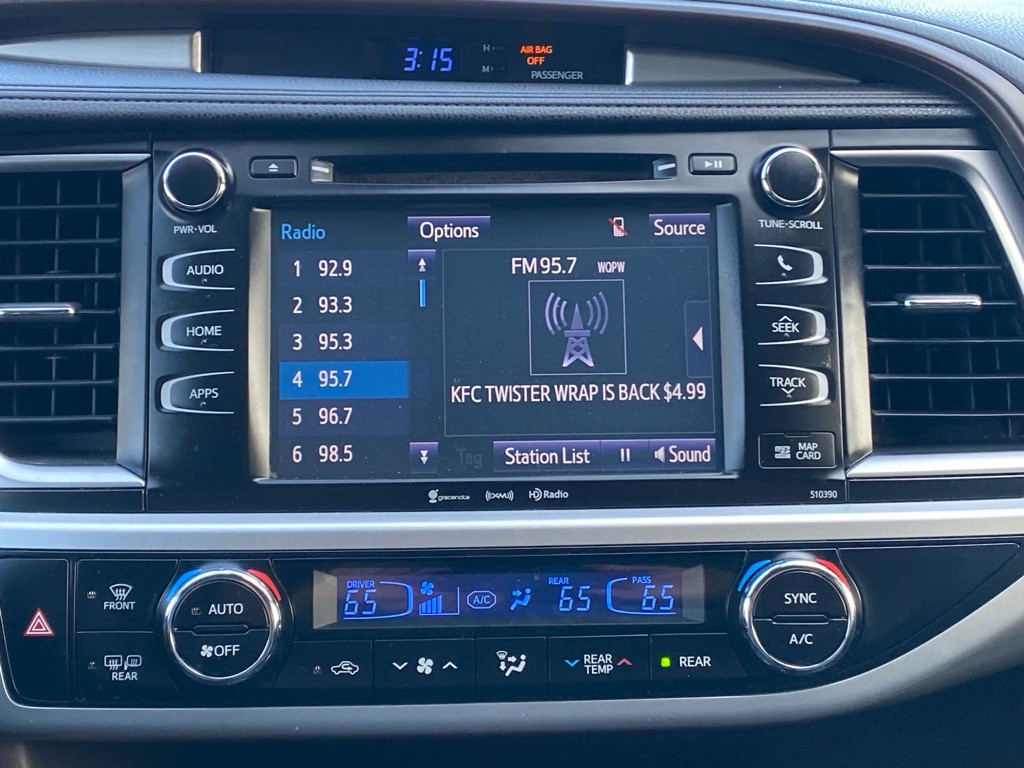 3:15
H
M
AIR BAG
OFF
PASSENGER
PWR·VOL
TUNE·SCROLL
AUDIO
HOME
APPS
SEEK
TRACK
MAP
CARD
Radio
Options
Source
1 92.9
2 93.3
3 95.3
4 95.7
5 96.7
6 98.5
FM 95.7 WQPW
KFC TWISTER WRAP IS BACK $4.99
Tag
Station List
Sound
gracenote
((XM))
HD Radio
510390
FRONT
REAR
AUTO
OFF
DRIVER
65
A/C
REAR
65
PASS
65
SYNC
A/C
REAR
TEMP
REAR